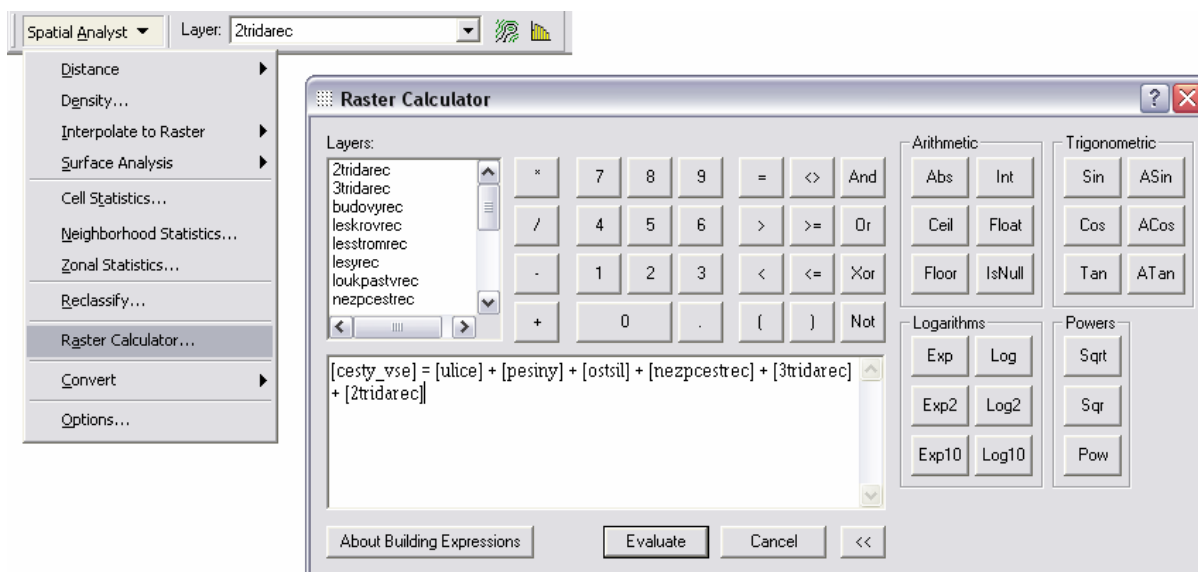 Spatial Analyst Layer: 2tridarec
Distance
Density...
Interpolate to Raster
Surface Analysis
Cell Statistics...
Neighborhood Statistics...
Zonal Statistics...
Reclassify...
Raster Calculator...
Convert
Options...
Raster Calculator
Layers:
2tridarec
3tridarec
budovyrec
leskrovrec
lesstromrec
lesyrec
loukpastvrec
nezpcestrec
* 7 8 9 = <> And
/ 4 5 6 > >= Or
- 1 2 3 < <= Xor
+ 0 . ( ) Not
Arithmetic
Abs Int
Ceil Float
Floor IsNull
Trigonometric
Sin ASin
Cos ACos
Tan ATan
Logarithms
Exp Log
Exp2 Log2
Exp10 Log10
Powers
Sqrt
Sqr
Pow
[cesty_vse] = [ulice] + [pesiny] + [ostsil] + [nezpcestrec] + [3tridarec]
+ [2tridarec]
About Building Expressions Evaluate Cancel <<